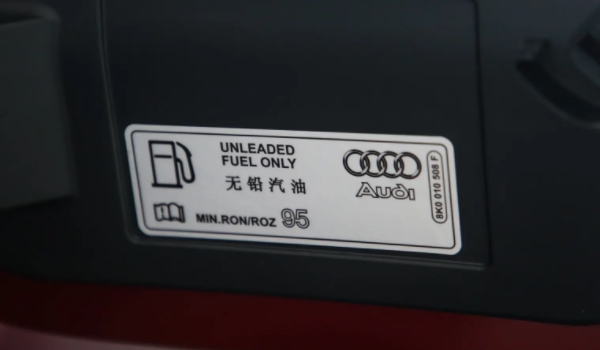 UNLEADED
FUEL ONLY
无铅汽油
MIN.RON/ROZ 95
Audi
8K0 010 508 F